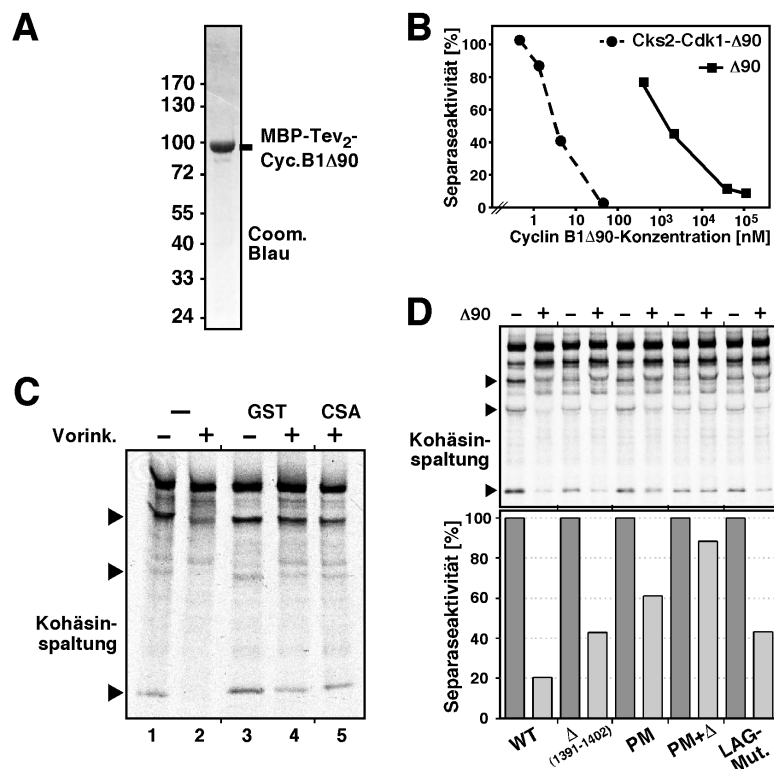 A
170
130
100
72
55
40
33
24
MBP-Tev2-
Cyc.B1Δ90
Coom.
Blau
B
Separaseaktivität [%]
100
80
60
40
20
0
Cks2-Cdk1-Δ90
Δ90
1 10 100 10³ 10⁴ 10⁵
Cyclin B1Δ90-Konzentration [nM]
C
– GST CSA
Vorink. – + – + +
Kohäsin-
spaltung
1 2 3 4 5
D
Δ90 – + – + – + – + – +
Kohäsin-
spaltung
Separaseaktivität [%]
100
80
60
40
20
0
WT
Δ
(1391-1402)
PM
PM+Δ
LAG-
Mut.